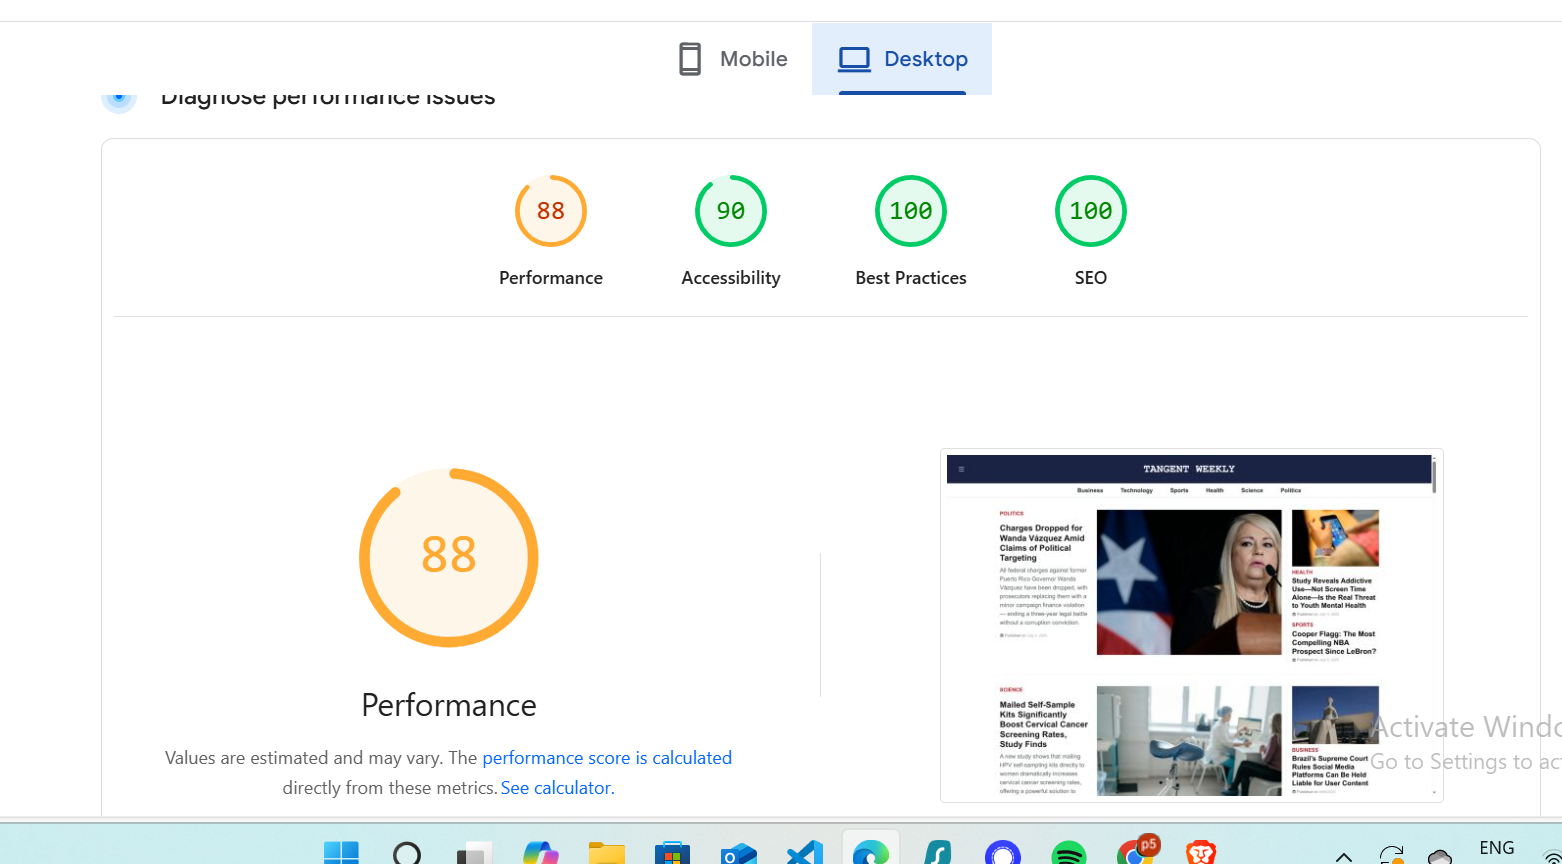 Mobile
Desktop
Diagnose performance issues
88
90
100
100
Performance
Accessibility
Best Practices
SEO
88
Performance
Values are estimated and may vary. The performance score is calculated
directly from these metrics. See calculator.
TANGENT WEEKLY
Business Technology Sports Health Science Politics
POLITICS
Charges Dropped for
Wanda Vázquez Amid
Claims of Political
Targeting
All federal charges against former
Puerto Rico Governor Wanda
Vázquez have been dropped, with
prosecutors replacing them with a
minor campaign finance violation
— ending a three-year legal battle
without a corruption conviction.
HEALTH
Study Reveals Addictive
Use—Not Screen Time
Alone—Is the Real Threat
to Youth Mental Health
SPORTS
Cooper Flagg: The Most
Compelling NBA
Prospect Since LeBron?
SCIENCE
Mailed Self-Sample
Kits Significantly
Boost Cervical Cancer
Screening Rates,
Study Finds
A new study shows that mailing
HPV self-sampling kits directly to
women dramatically increases
cervical cancer screening rates,
offering a powerful solution to
BUSINESS
Brazil's Supreme Court
Rules Social Media
Platforms Can Be Held
Liable for User Content
Activate Windo
Go to Settings to act
p5
ENG